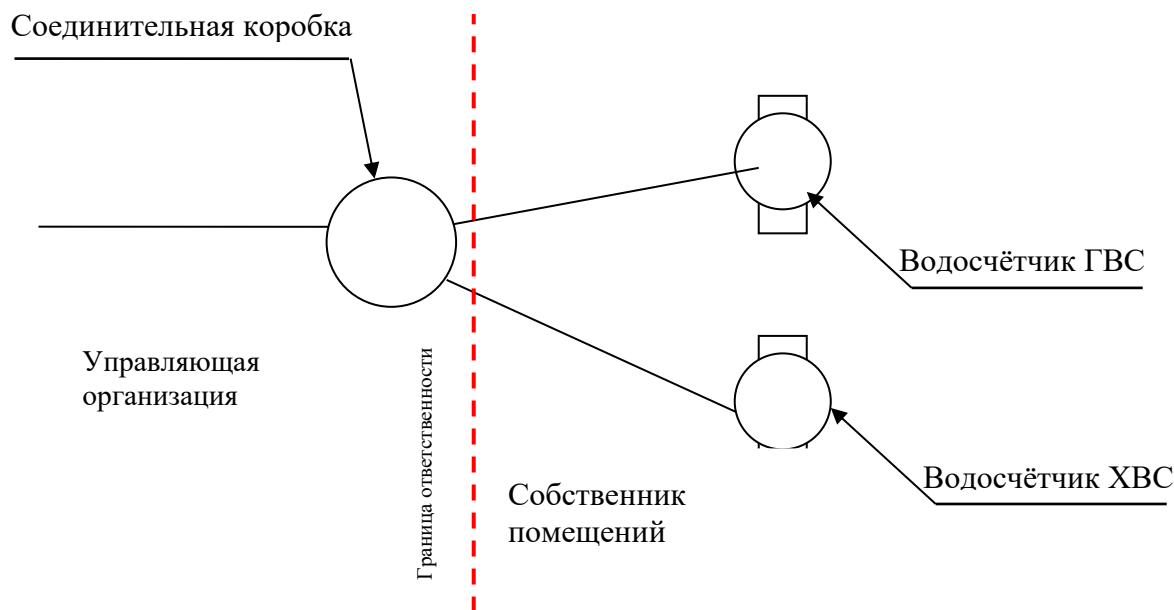 Соединительная коробка
Водосчётчик ГВС
Управляющая
организация
Граница ответственности
Водосчётчик ХВС
Собственник
помещений